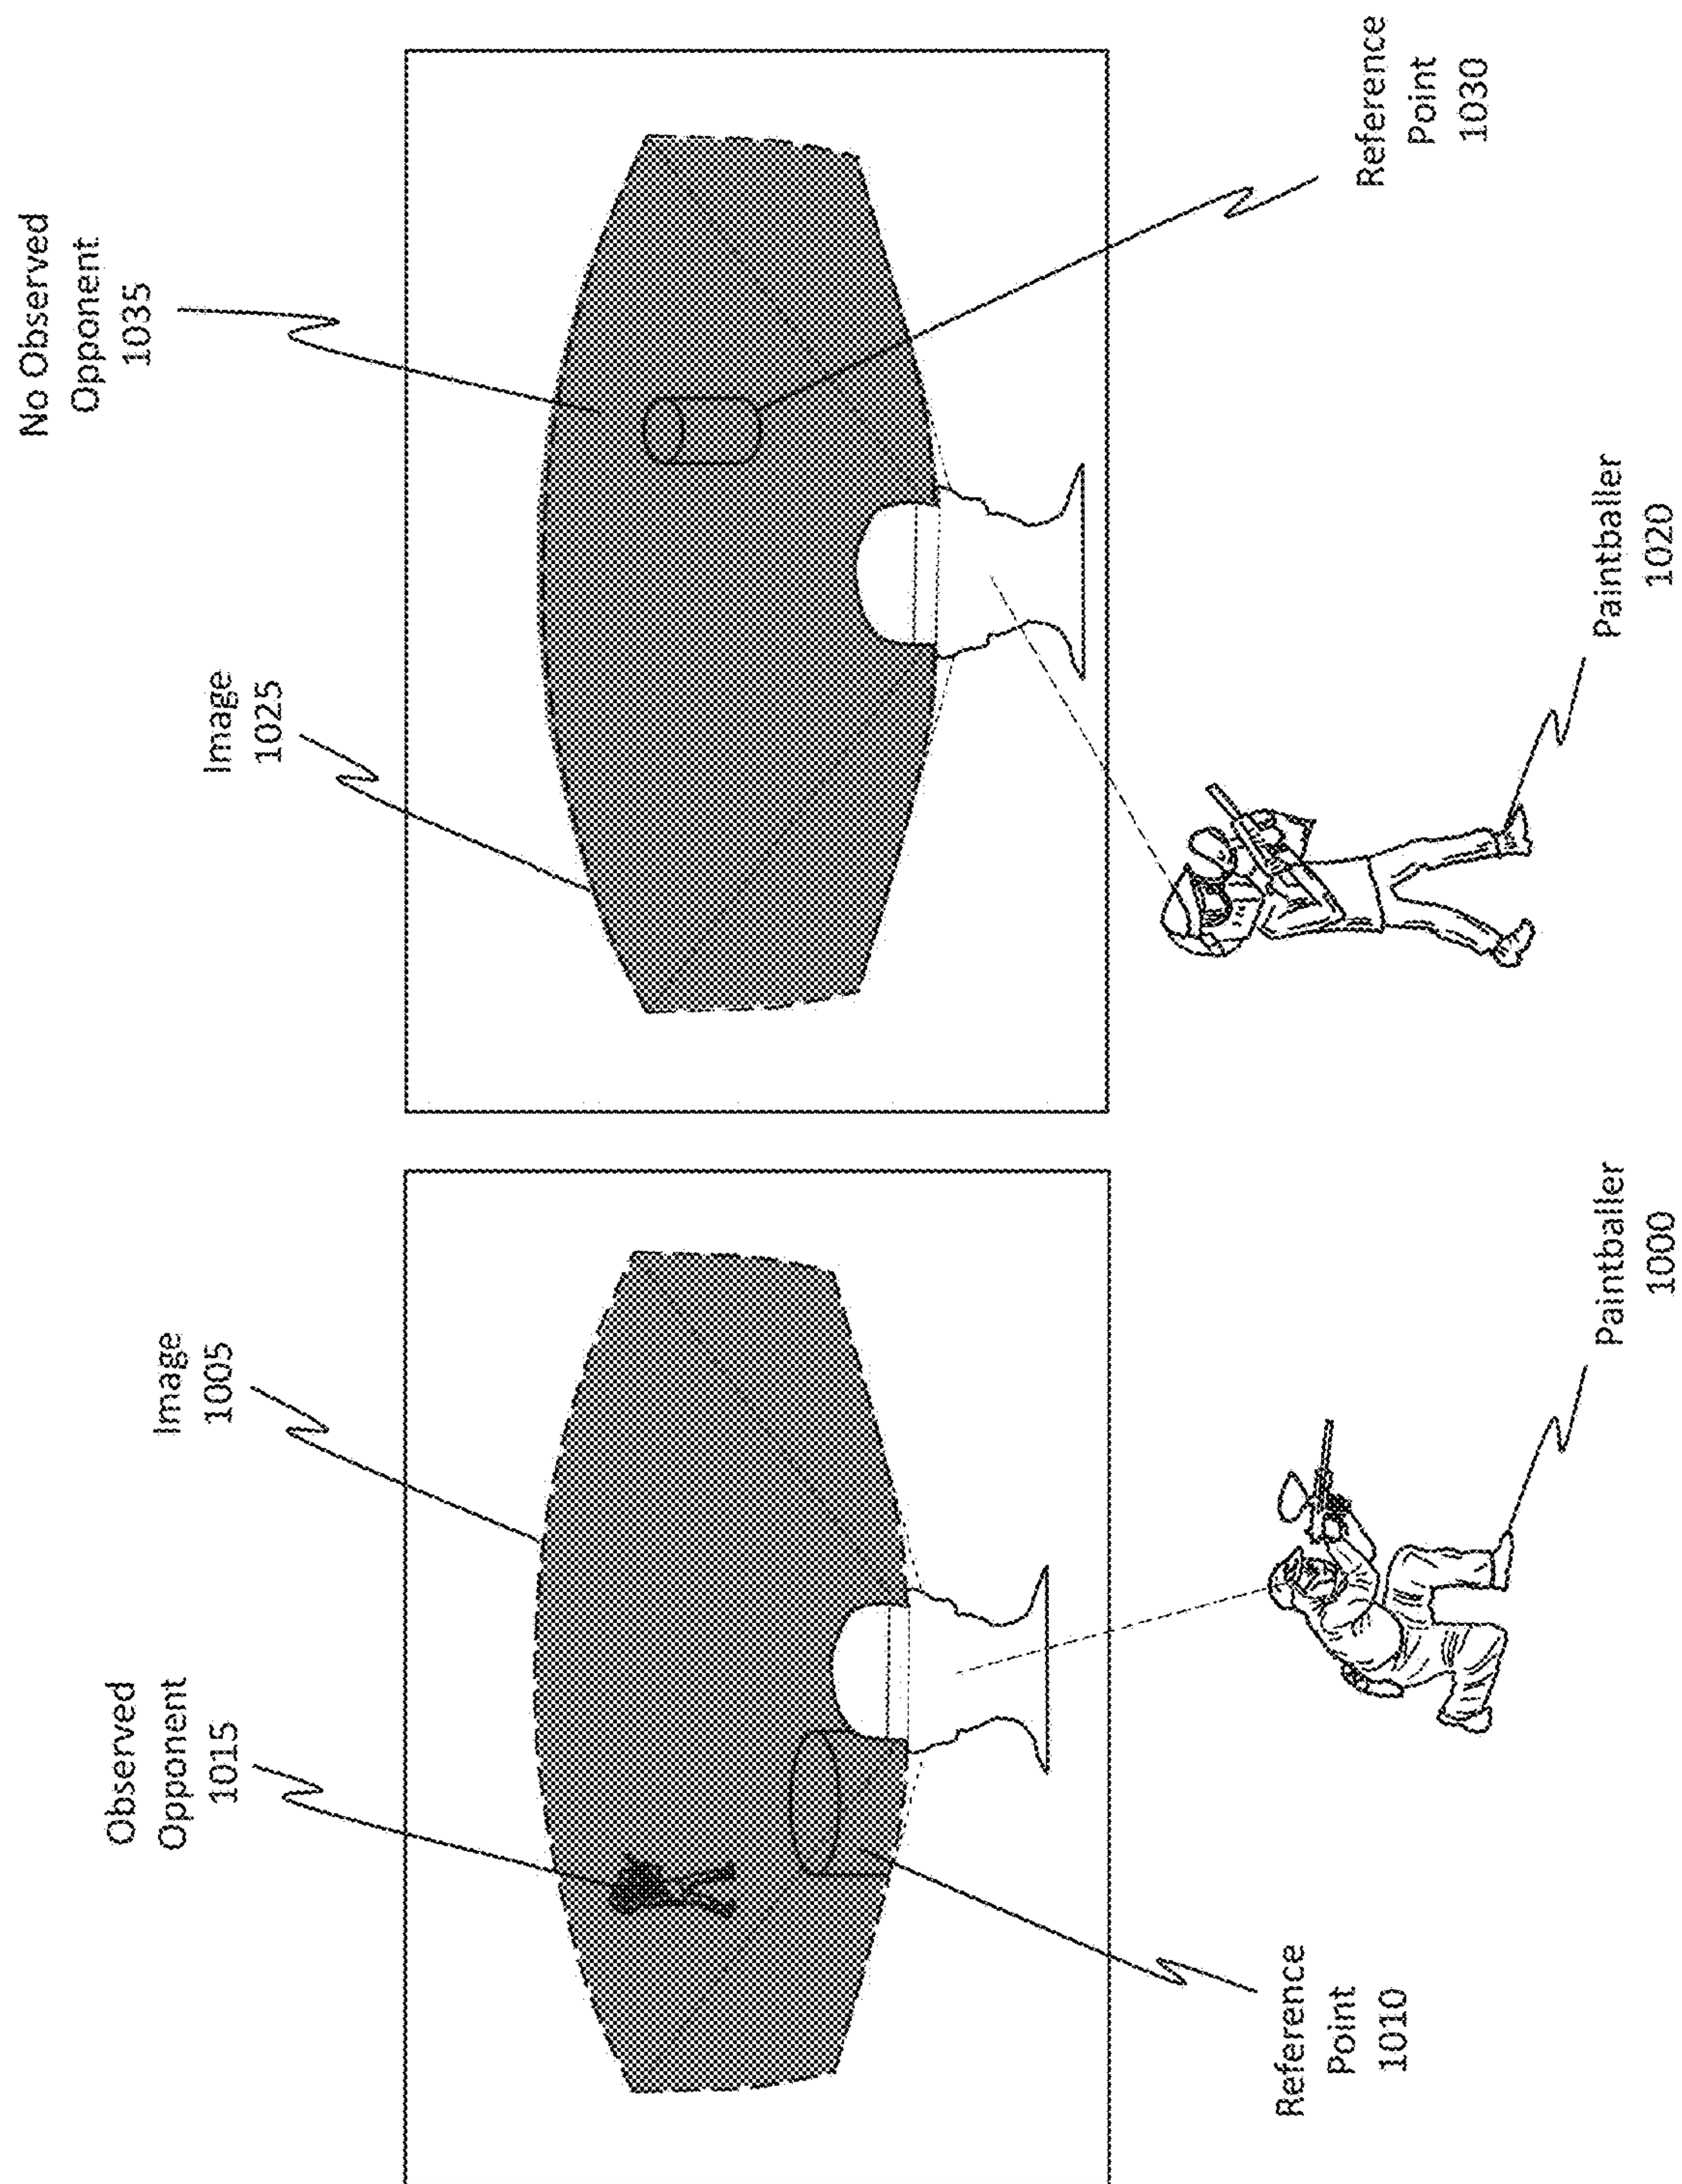 Observed
Opponent
1015
Image
1005
Reference
Point
1010
Paintballer
1000
No Observed
Opponent
1035
Image
1025
Reference
Point
1030
Paintballer
1020